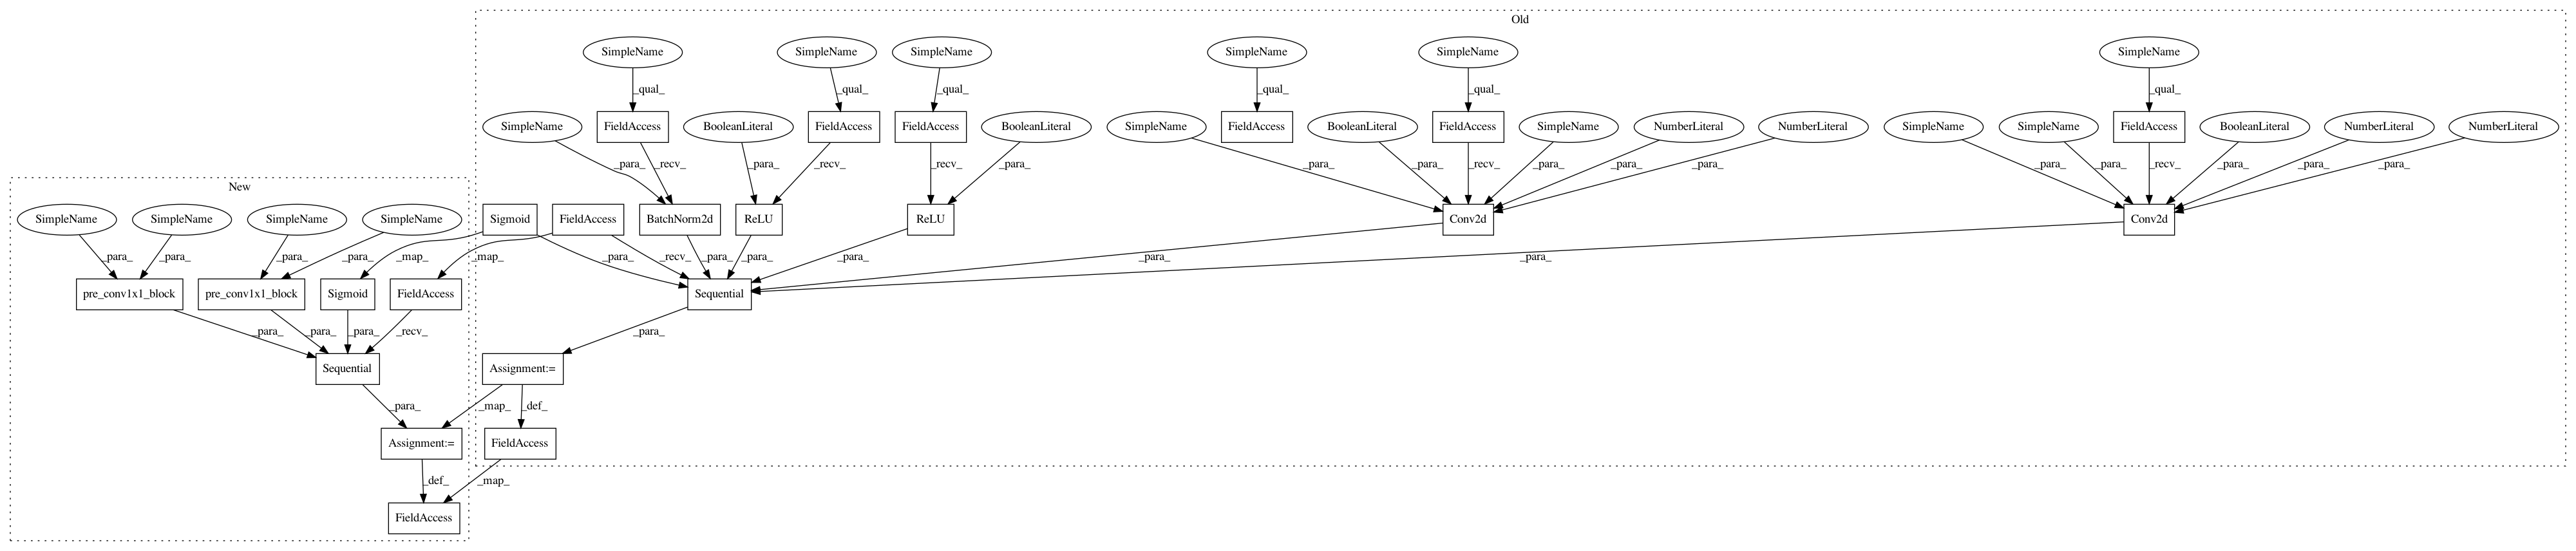 Old
SimpleName SimpleName SimpleName SimpleName SimpleName SimpleName
_qual_ _qual_ _qual_ _qual_ _qual_ _qual_
SimpleName FieldAccess BooleanLiteral FieldAccess FieldAccess BooleanLiteral SimpleName FieldAccess BooleanLiteral FieldAccess SimpleName NumberLiteral NumberLiteral SimpleName SimpleName FieldAccess BooleanLiteral NumberLiteral NumberLiteral
_para_ _recv_ _para_ _recv_ _recv_ _para_ _para_ _para_ _recv_ _para_ _para_ _para_ _para_ _para_ _recv_ _para_ _para_ _para_
New
SimpleName SimpleName SimpleName SimpleName Sigmoid FieldAccess BatchNorm2d ReLU ReLU Conv2d Conv2d
_para_ _para_ _para_ _para_ _map_ _map_ _para_ _recv_ _para_ _para_ _para_ _para_ _para_
pre_conv1x1_block pre_conv1x1_block Sigmoid FieldAccess Sequential
_para_ _para_ _para_ _recv_ _para_
Sequential Assignment:=
_para_ _map_ _def_
Assignment:= FieldAccess
_def_ _map_
FieldAccess